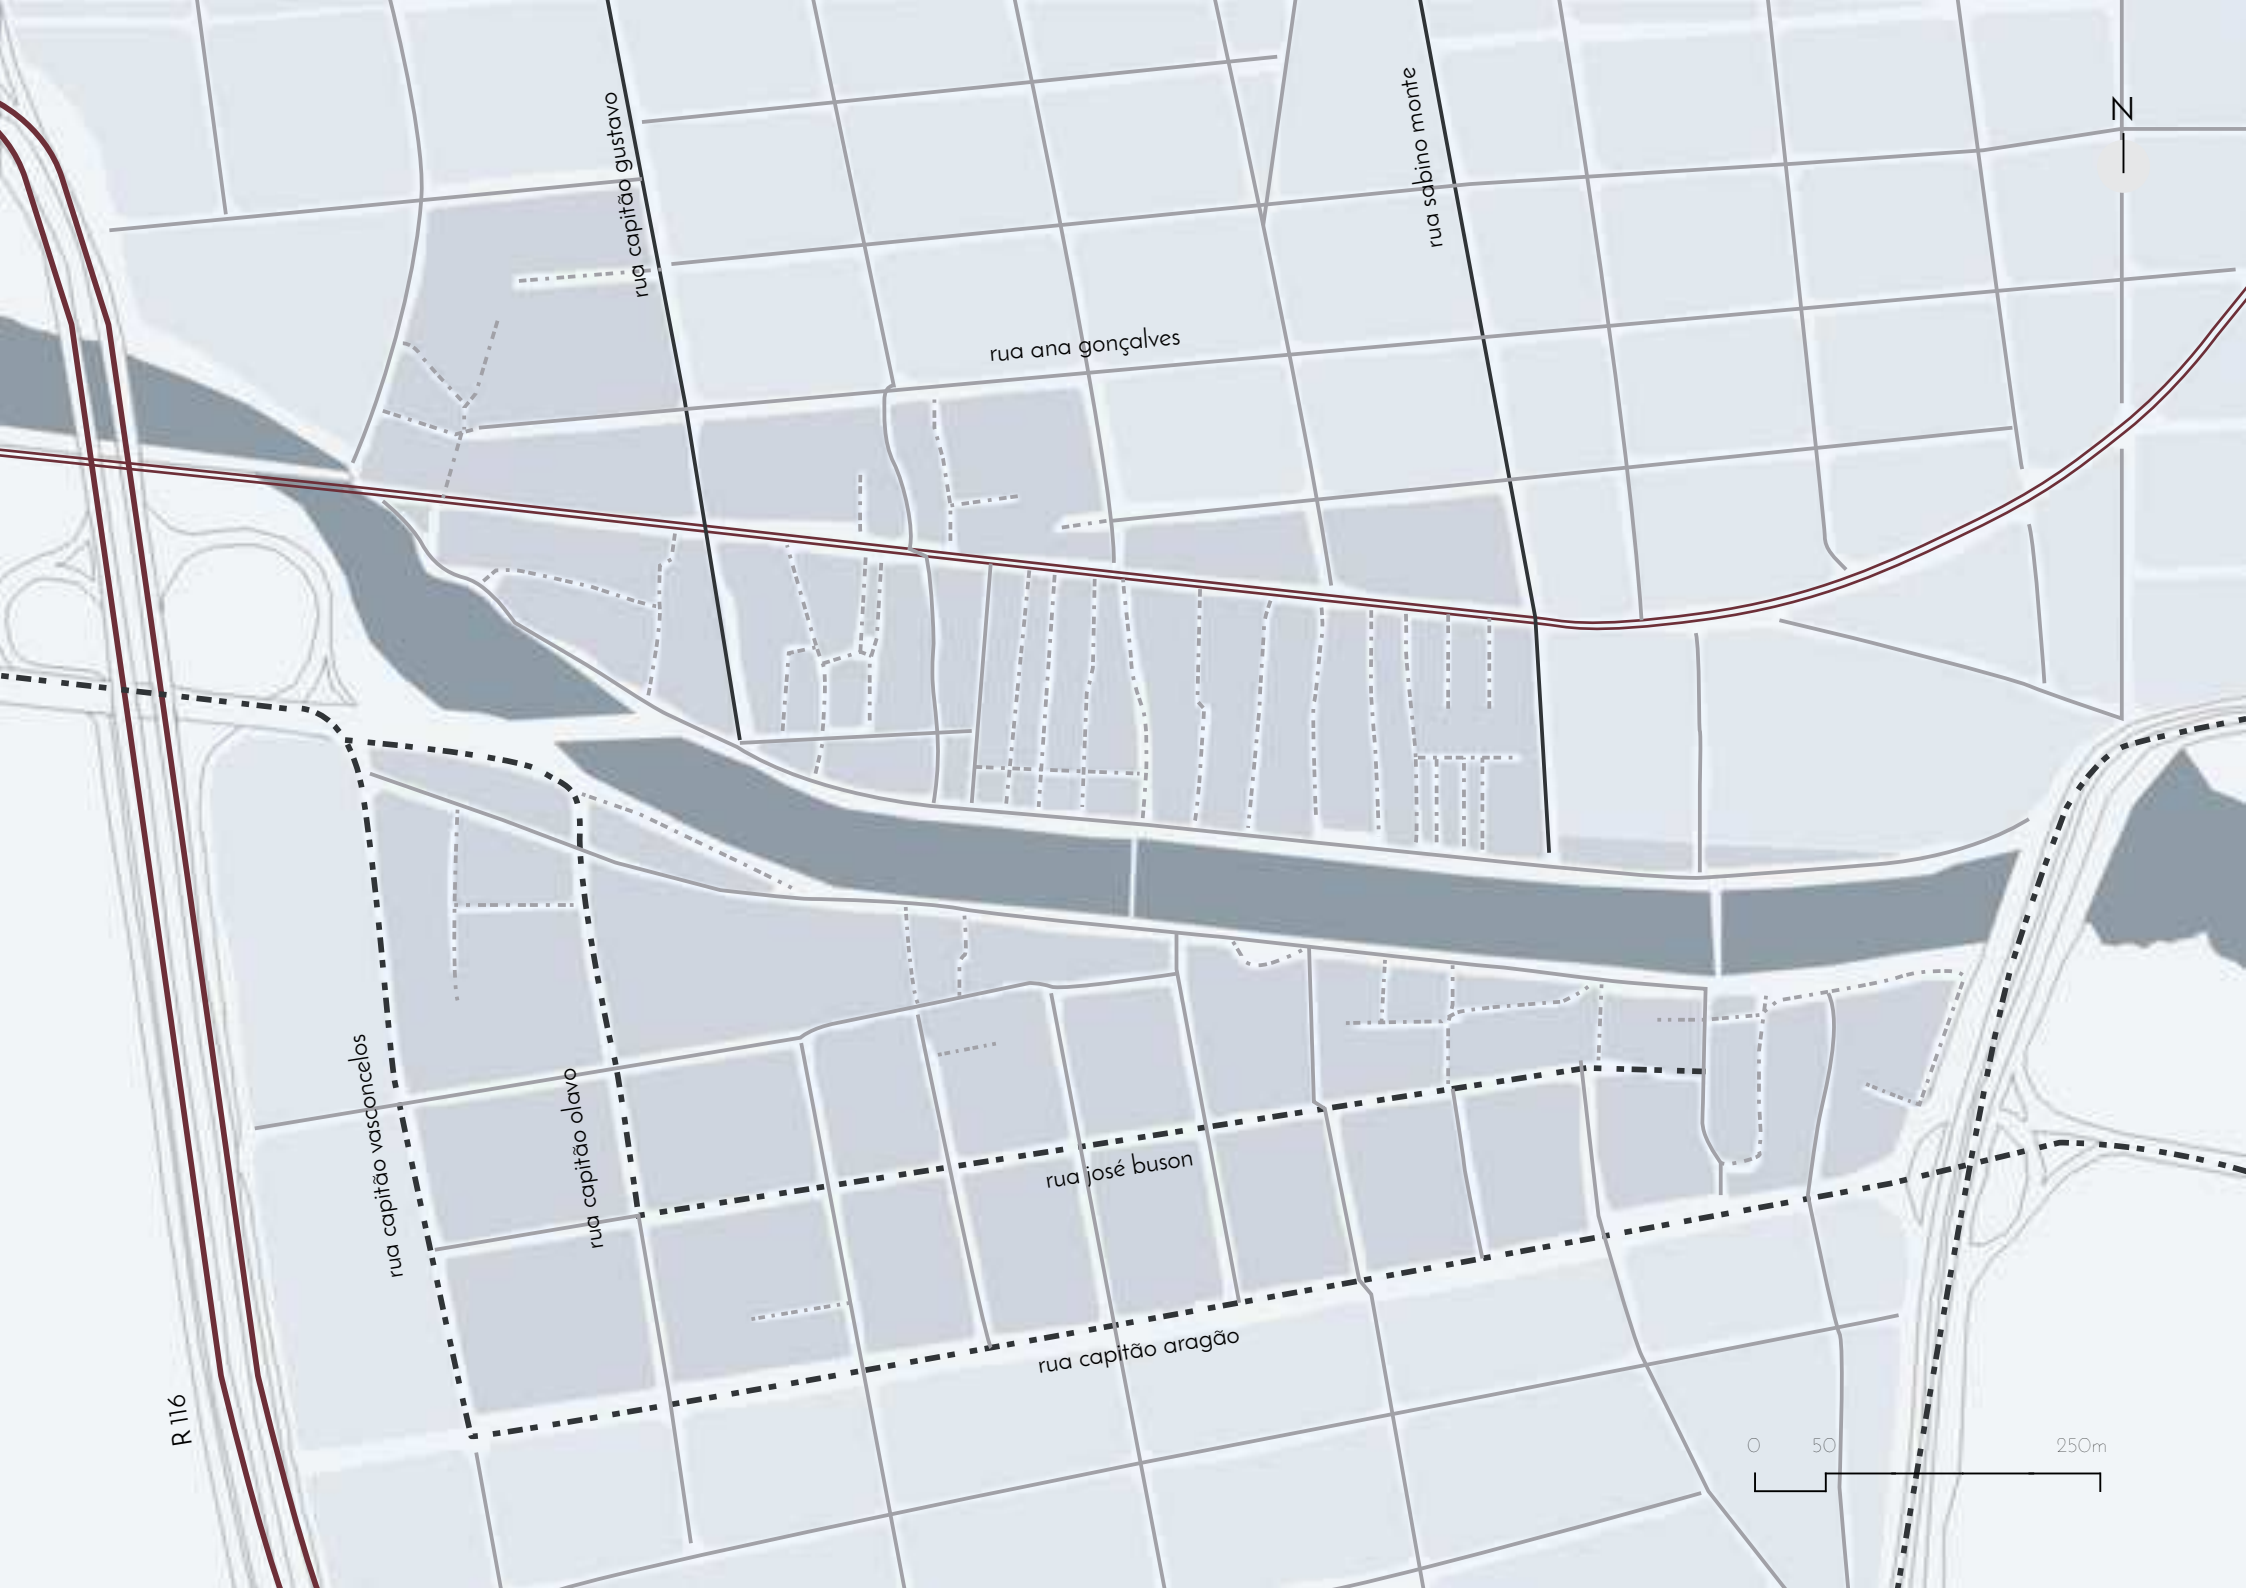 rua capitão gustavo
rua sabino monte
N
rua ana gonçalves
rua capitão vasconcelos
rua capitão olavo
rua josé buson
rua capitão aragão
R 116
0 50 250m